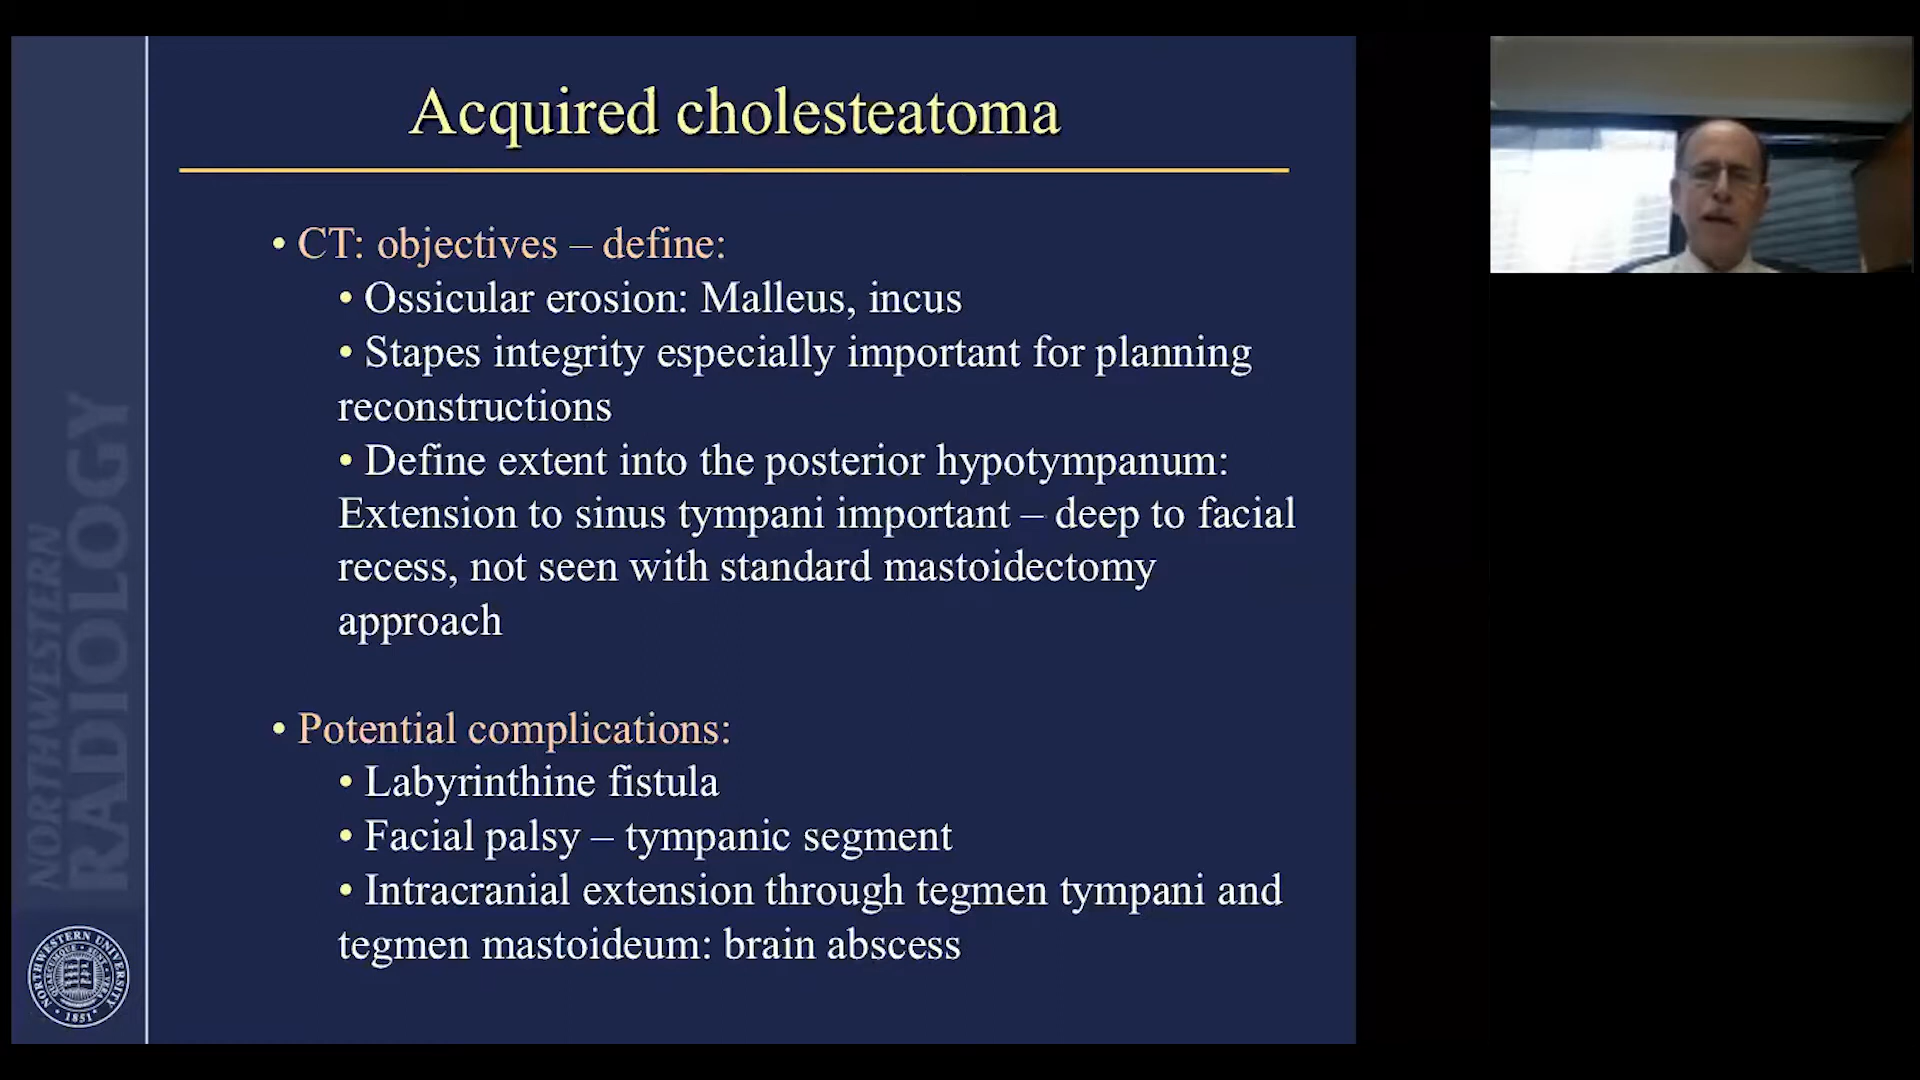 Acquired cholesteatoma
• CT: objectives – define:
• Ossicular erosion: Malleus, incus
• Stapes integrity especially important for planning
reconstructions
• Define extent into the posterior hypotympanum:
Extension to sinus tympani important – deep to facial
recess, not seen with standard mastoidectomy
approach
• Potential complications:
• Labyrinthine fistula
• Facial palsy – tympanic segment
• Intracranial extension through tegmen tympani and
tegmen mastoideum: brain abscess
NORTHWESTERN
RADIOLOGY
NORTHWESTERN UNIVERSITY
1851